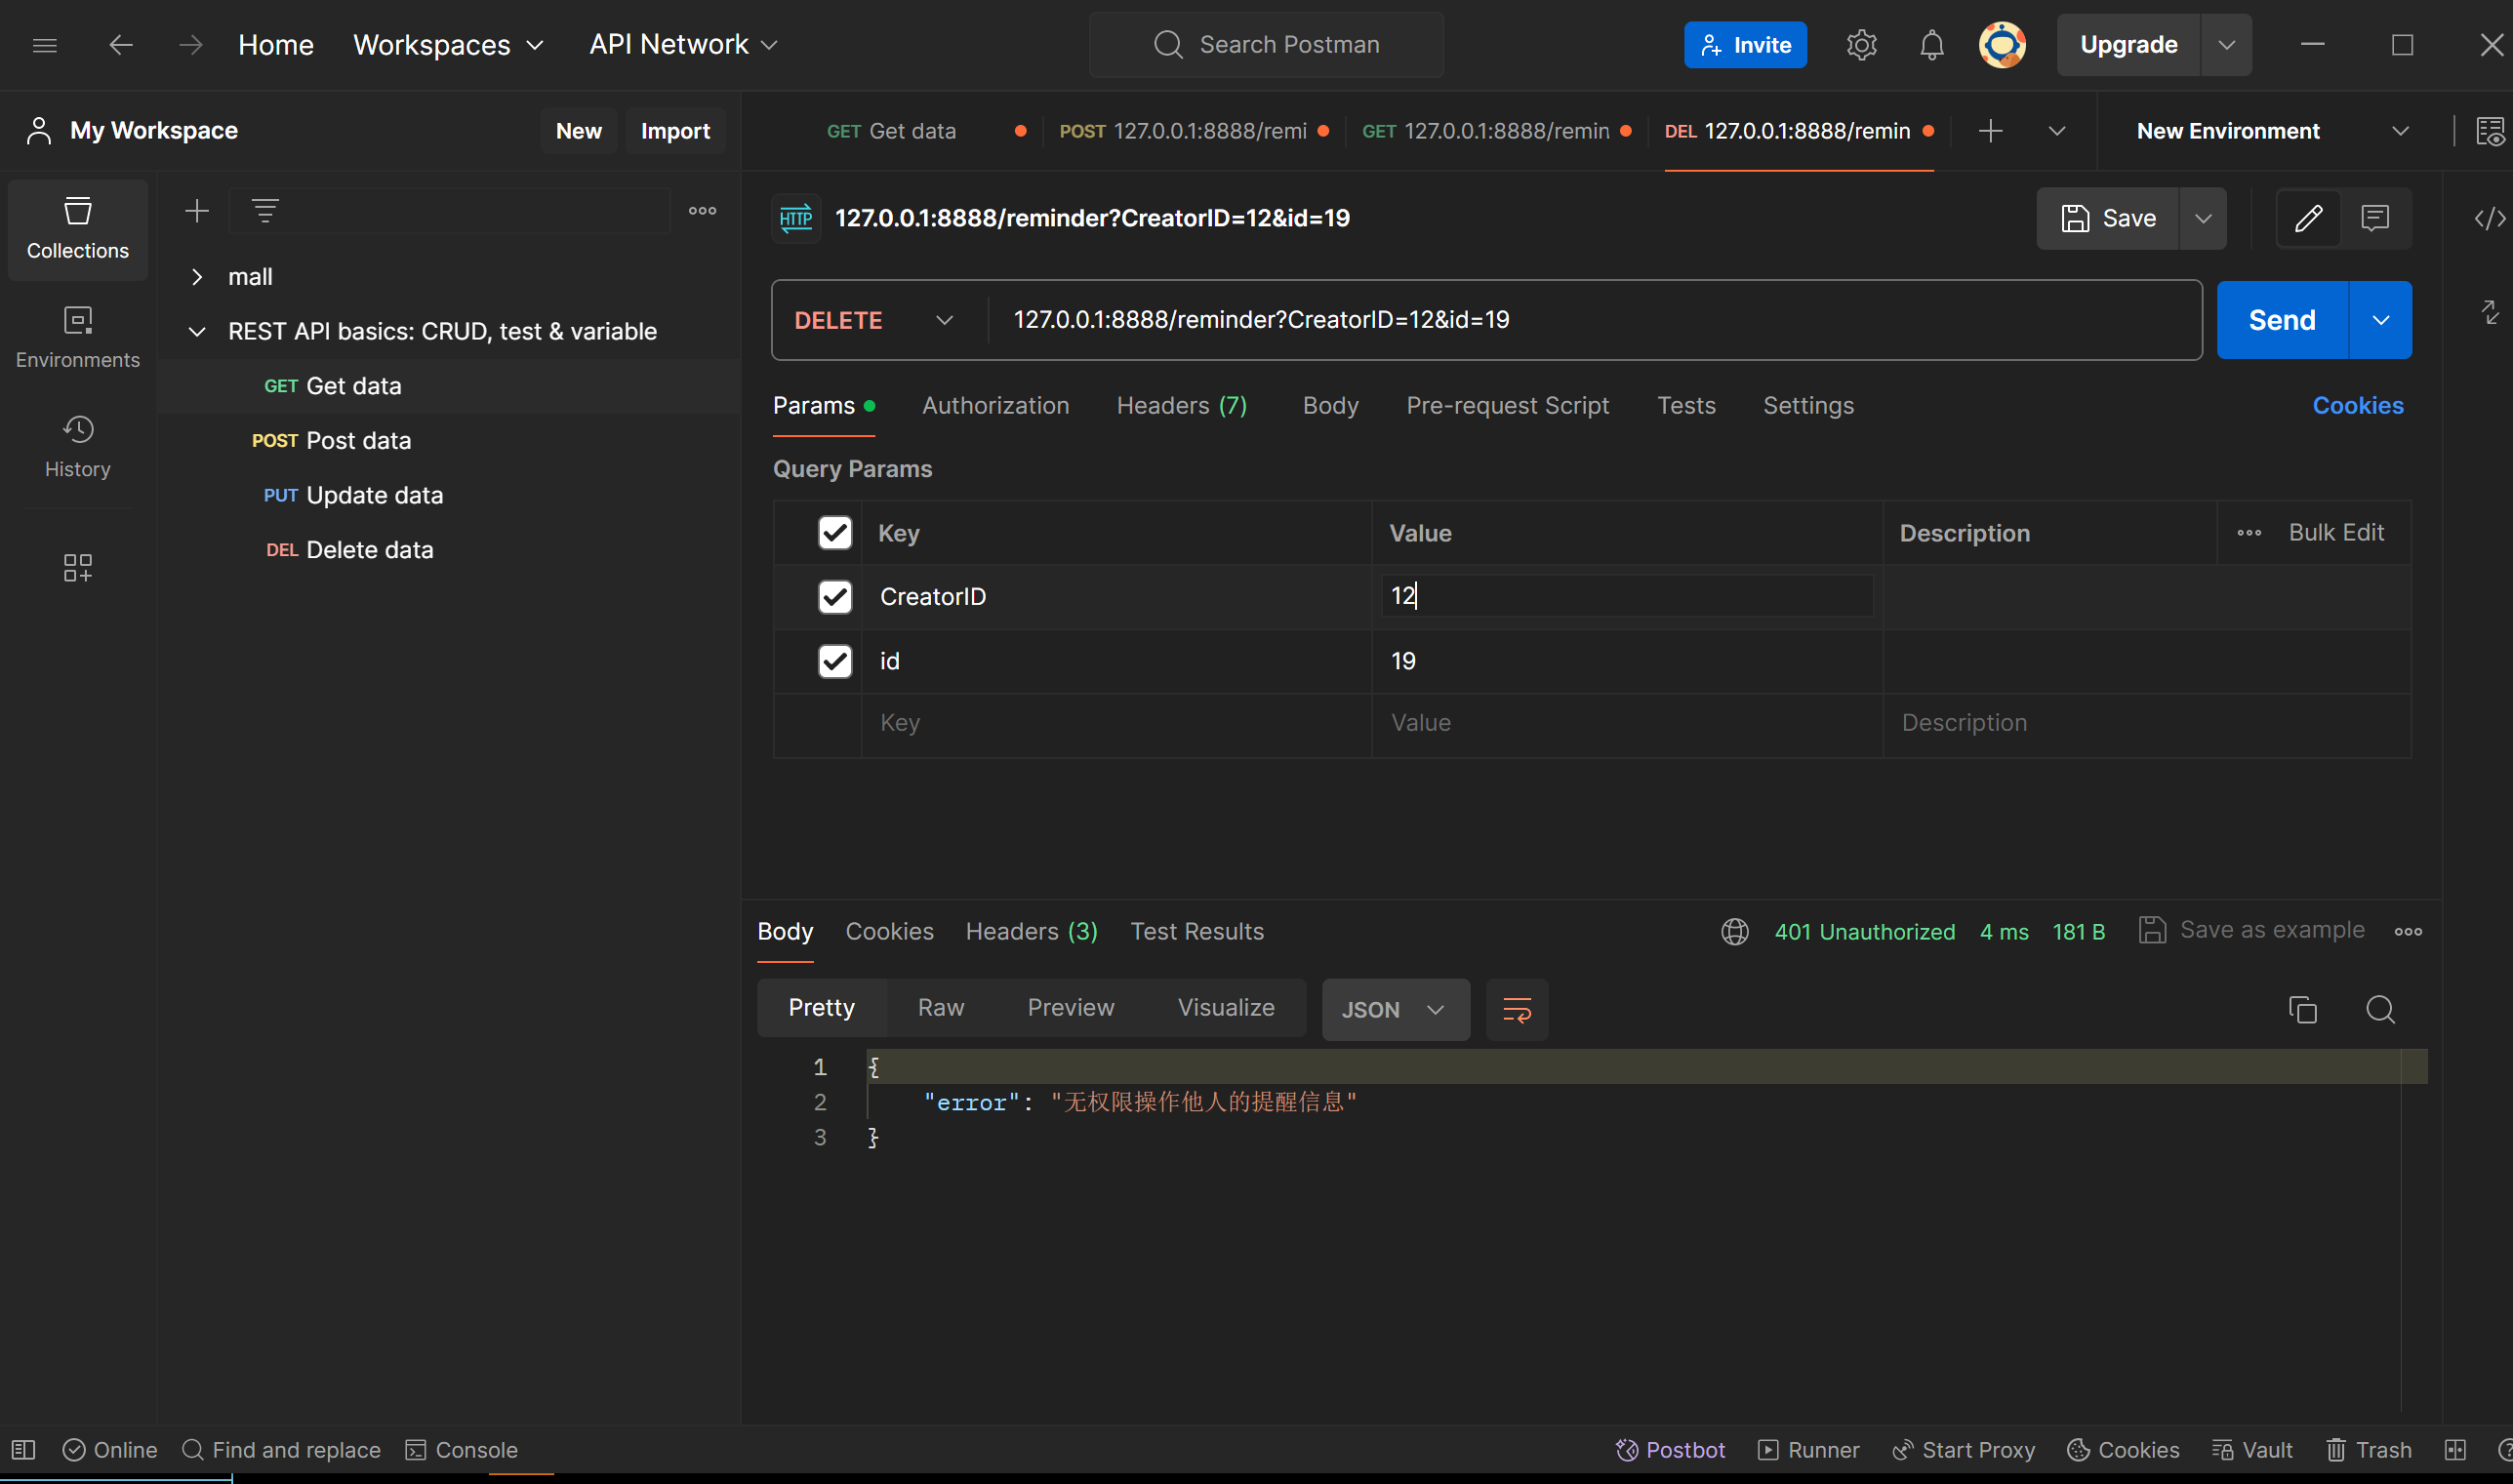 Home Workspaces API Network Search Postman Invite Upgrade
My Workspace New Import GET Get data POST 127.0.0.1:8888/remi GET 127.0.0.1:8888/remin DEL 127.0.0.1:8888/remin New Environment
Collections
Environments
History
mall
REST API basics: CRUD, test & variable
GET Get data
POST Post data
PUT Update data
DEL Delete data
HTTP 127.0.0.1:8888/reminder?CreatorID=12&id=19 Save
DELETE 127.0.0.1:8888/reminder?CreatorID=12&id=19 Send
Params Authorization Headers (7) Body Pre-request Script Tests Settings Cookies
Query Params
Key Value Description Bulk Edit
CreatorID 12
id 19
Key Value Description
Body Cookies Headers (3) Test Results 401 Unauthorized 4 ms 181 B Save as example
Pretty Raw Preview Visualize JSON
1 {
2 "error": "无权限操作他人的提醒信息"
3 }
Online Find and replace Console Postbot Runner Start Proxy Cookies Vault Trash